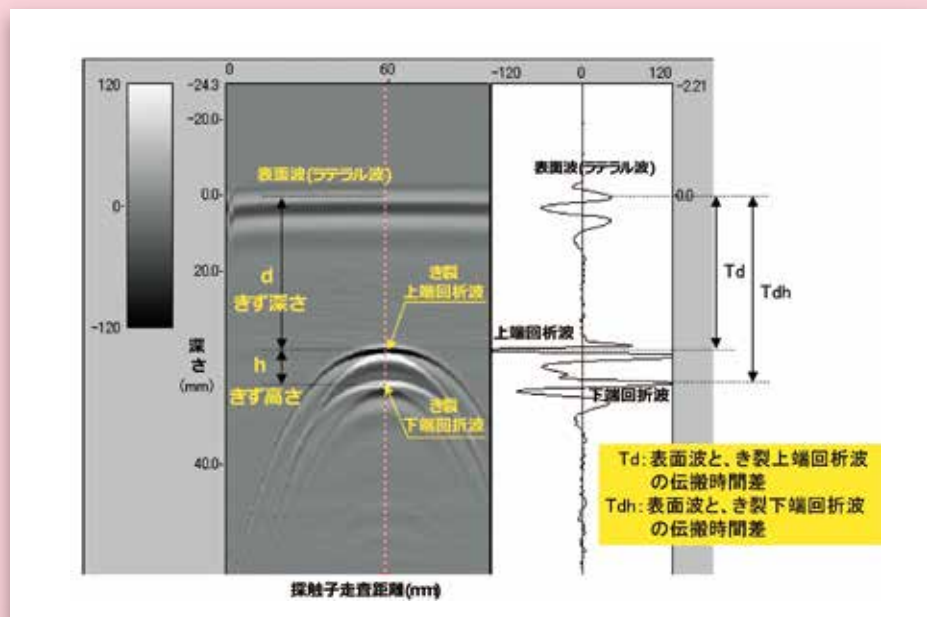 0
60
-120
0
120
120
0
-120
-24.3
-20.0-
0.0-
20.0-
40.0-
-2.21
0.0
表面波(ラテラル波)
表面波(ラテラル波)
d
きず深さ
き裂
上端回析波
h
きず高さ
き裂
下端回折波
深さ
(mm)
Td
Tdh
上端回析波
下端回折波
Td:表面波と、き裂上端回折波
の伝搬時間差
Tdh:表面波と、き裂下端回折波
の伝搬時間差
探触子走査距離(mm)